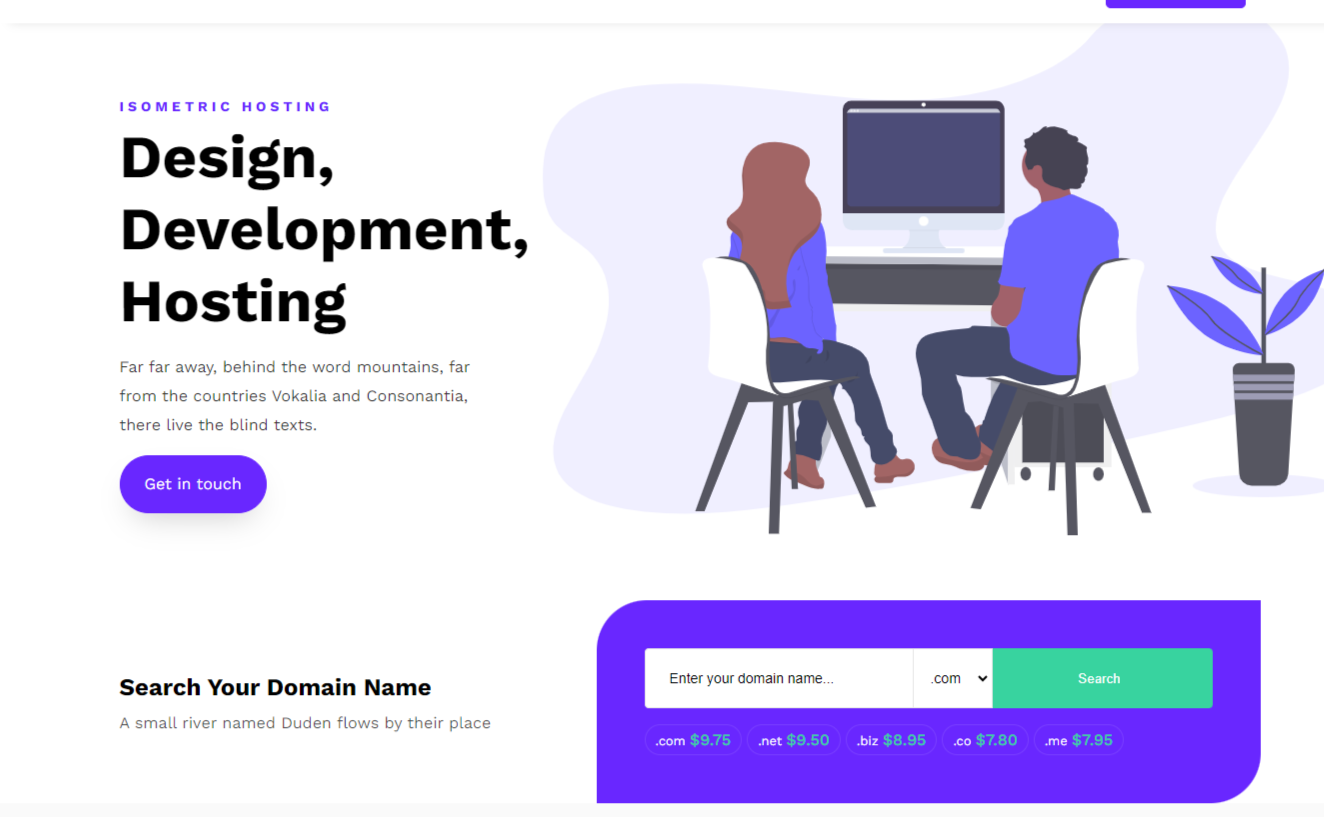 ISOMETRIC HOSTING
Design,
Development,
Hosting
Far far away, behind the word mountains, far
from the countries Vokalia and Consonantia,
there live the blind texts.
Get in touch
Search Your Domain Name
A small river named Duden flows by their place
Enter your domain name...
.com
Search
.com $9.75 .net $9.50 .biz $8.95 .co $7.80 .me $7.95